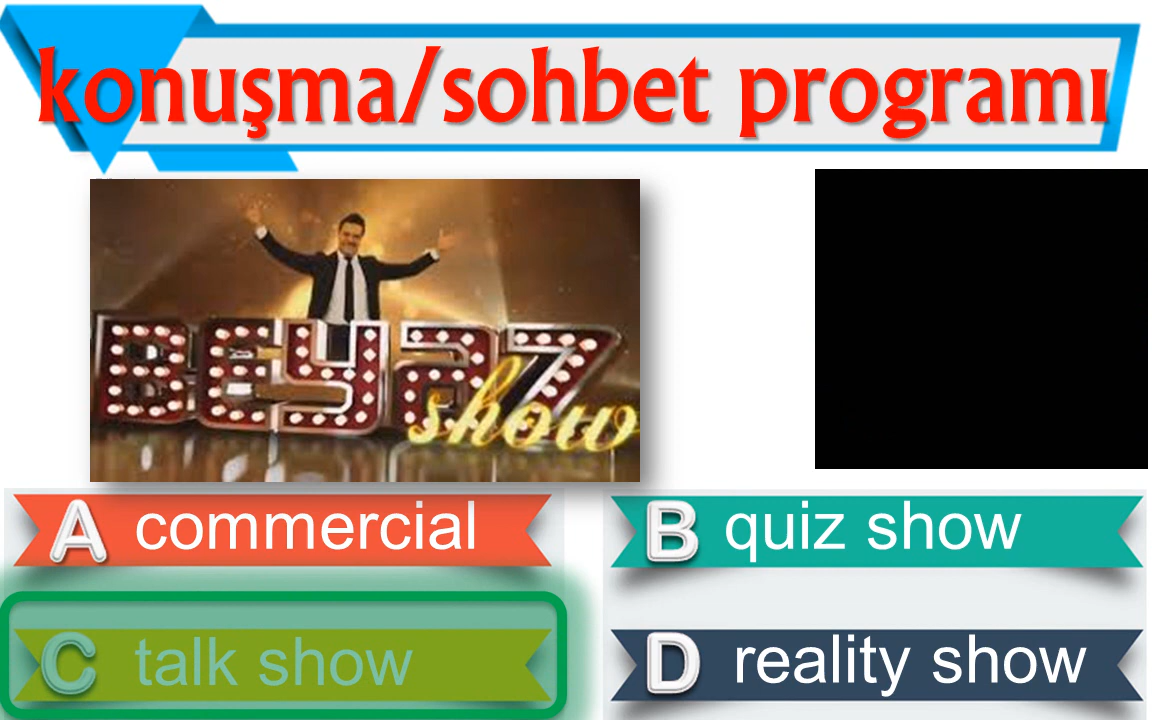 konuşma/sohbet programı
BEYAZ
show
A commercial
B quiz show
C talk show
D reality show